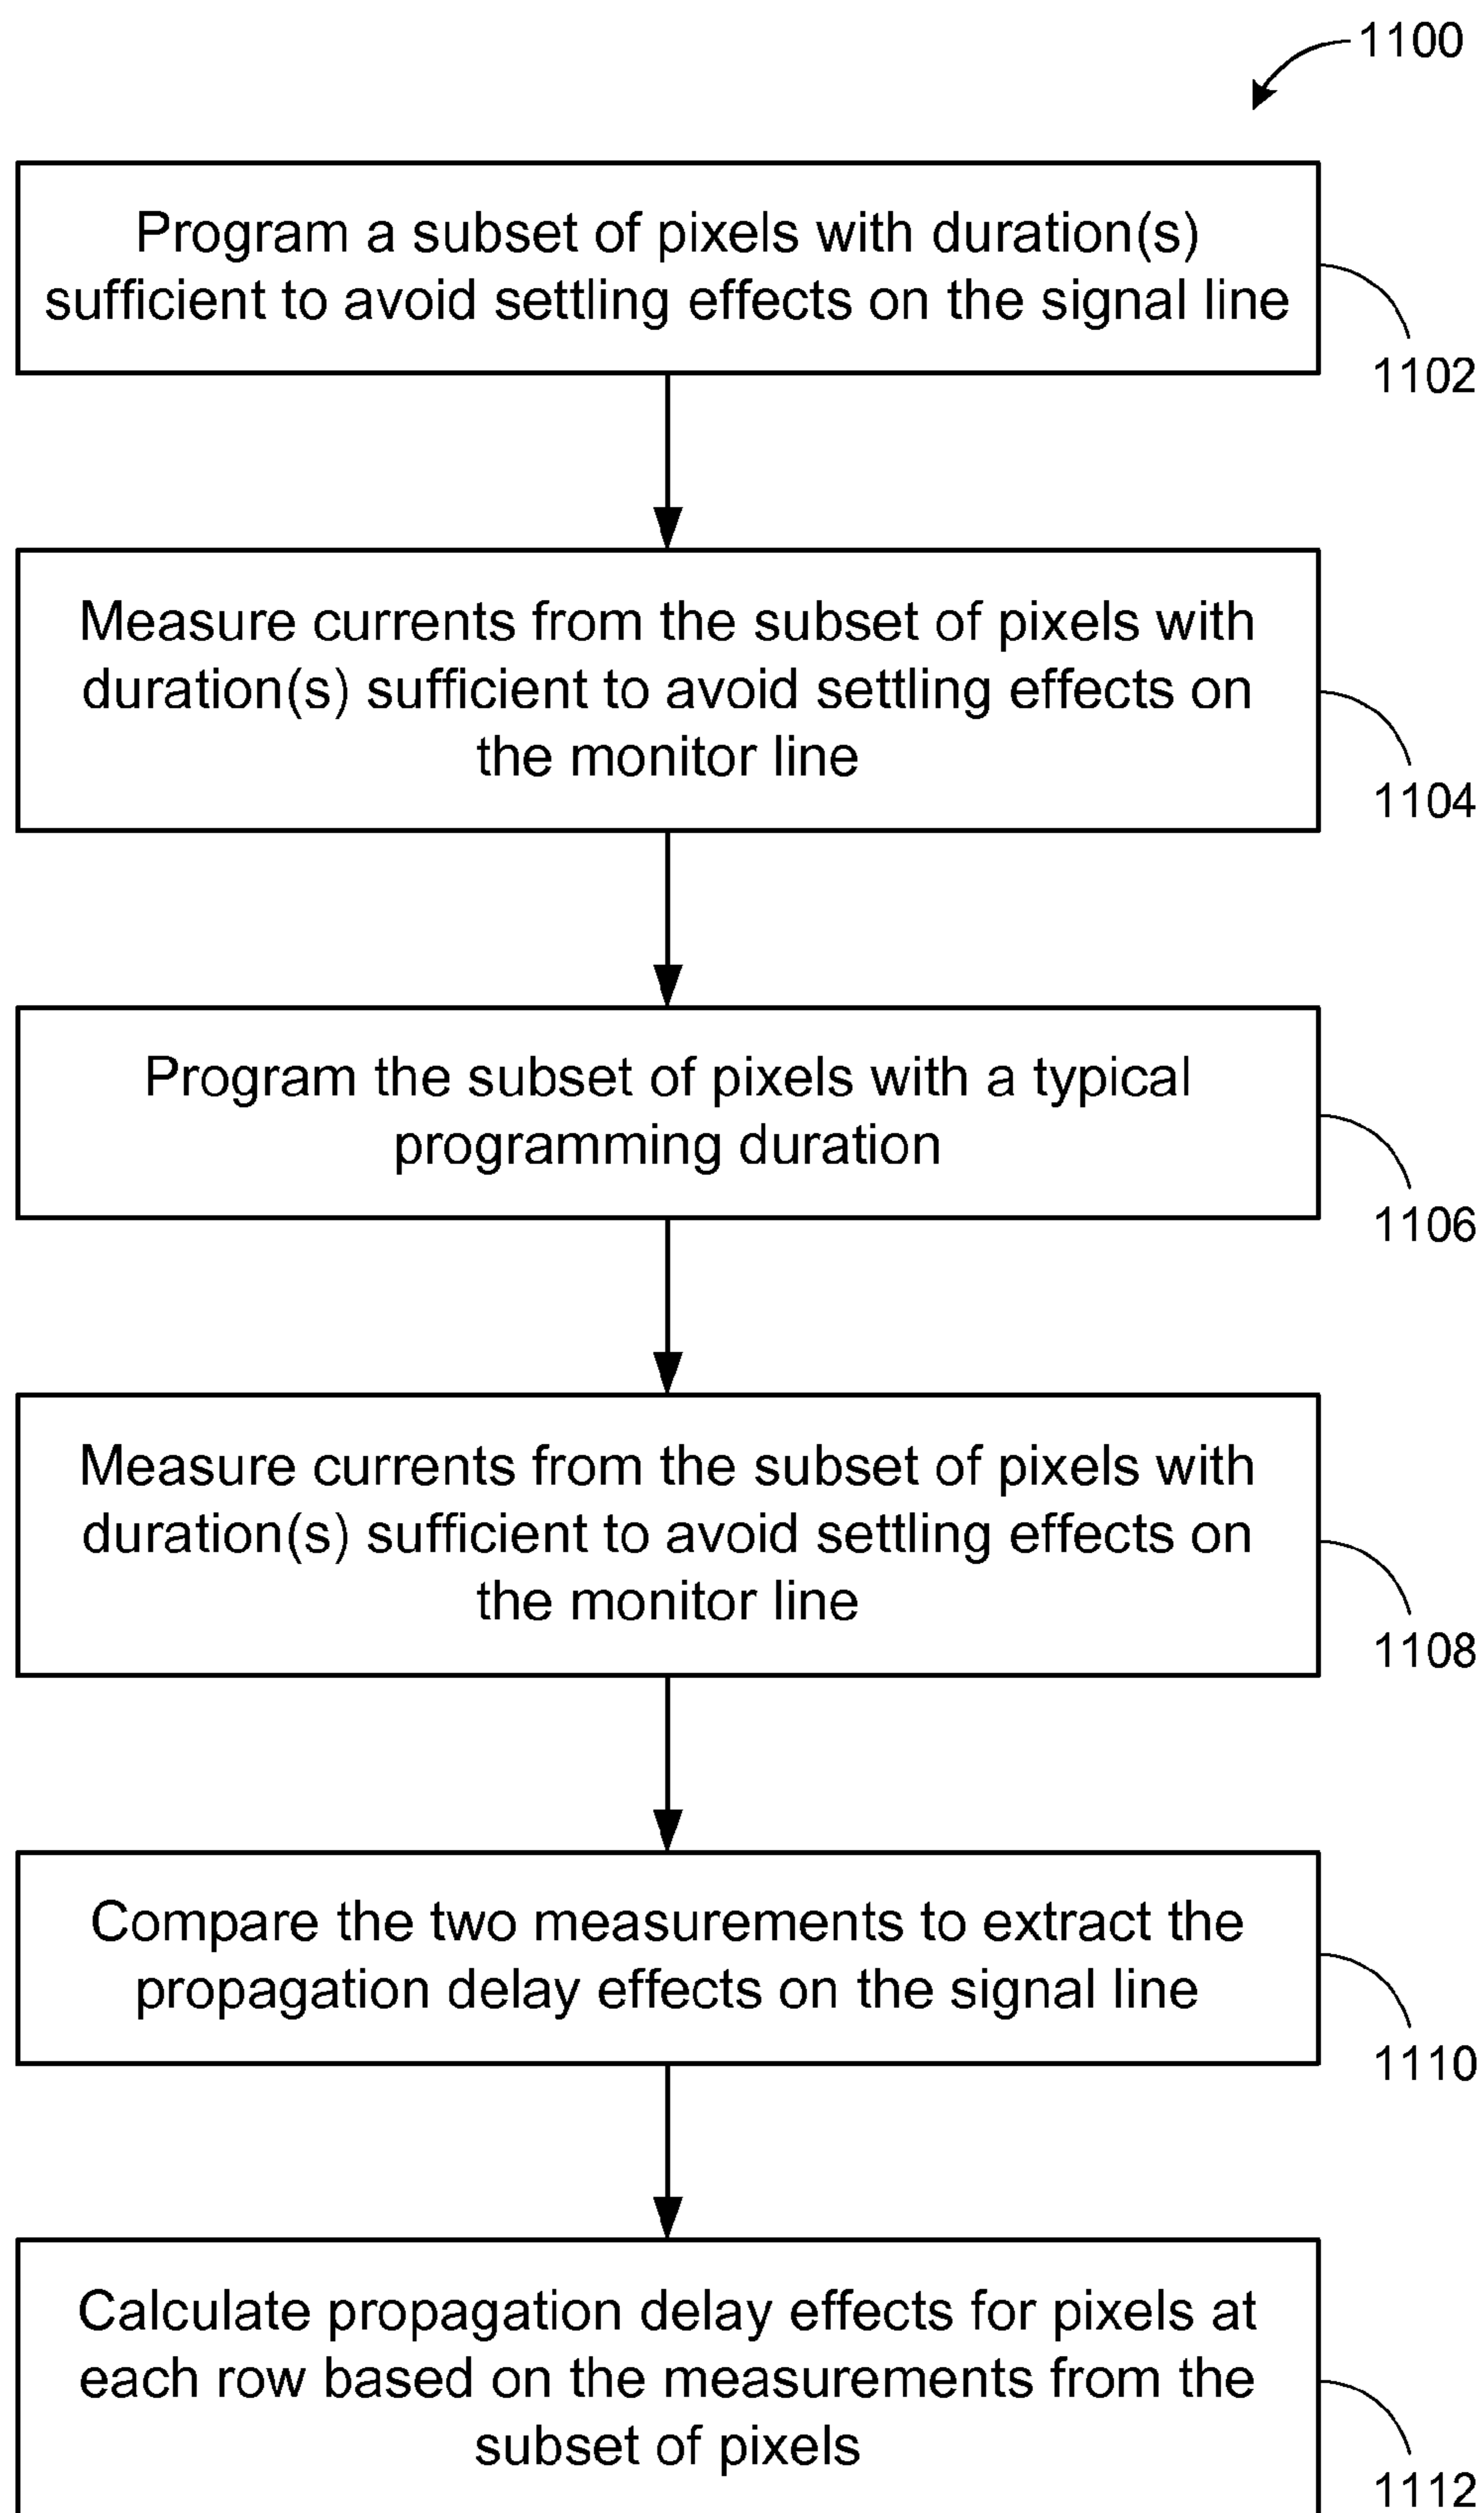 1100
Program a subset of pixels with duration(s)
sufficient to avoid settling effects on the signal line
1102
Measure currents from the subset of pixels with
duration(s) sufficient to avoid settling effects on
the monitor line
1104
Program the subset of pixels with a typical
programming duration
1106
Measure currents from the subset of pixels with
duration(s) sufficient to avoid settling effects on
the monitor line
1108
Compare the two measurements to extract the
propagation delay effects on the signal line
1110
Calculate propagation delay effects for pixels at
each row based on the measurements from the
subset of pixels
1112